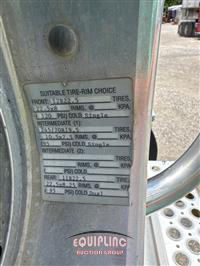 SUITABLE TIRE-RIM CHOICE
FRONT: 12R22.5 TIRES,
22.5x8 RIMS, @ KPA,
( 120 PSI) COLD Single
INTERMEDIATE (1):
TIRES,
RIMS, @ KPA
PSI) COLD Single
INTERMEDIATE (2):
TIRES,
RIMS, @ KPA
( PSI) COLD
REAR: 11R22.5 TIRES,
22.5x8.25 RIMS, @ KPA
PSI) COLD Dual
EQUIPLINC
AUCTION GROUP